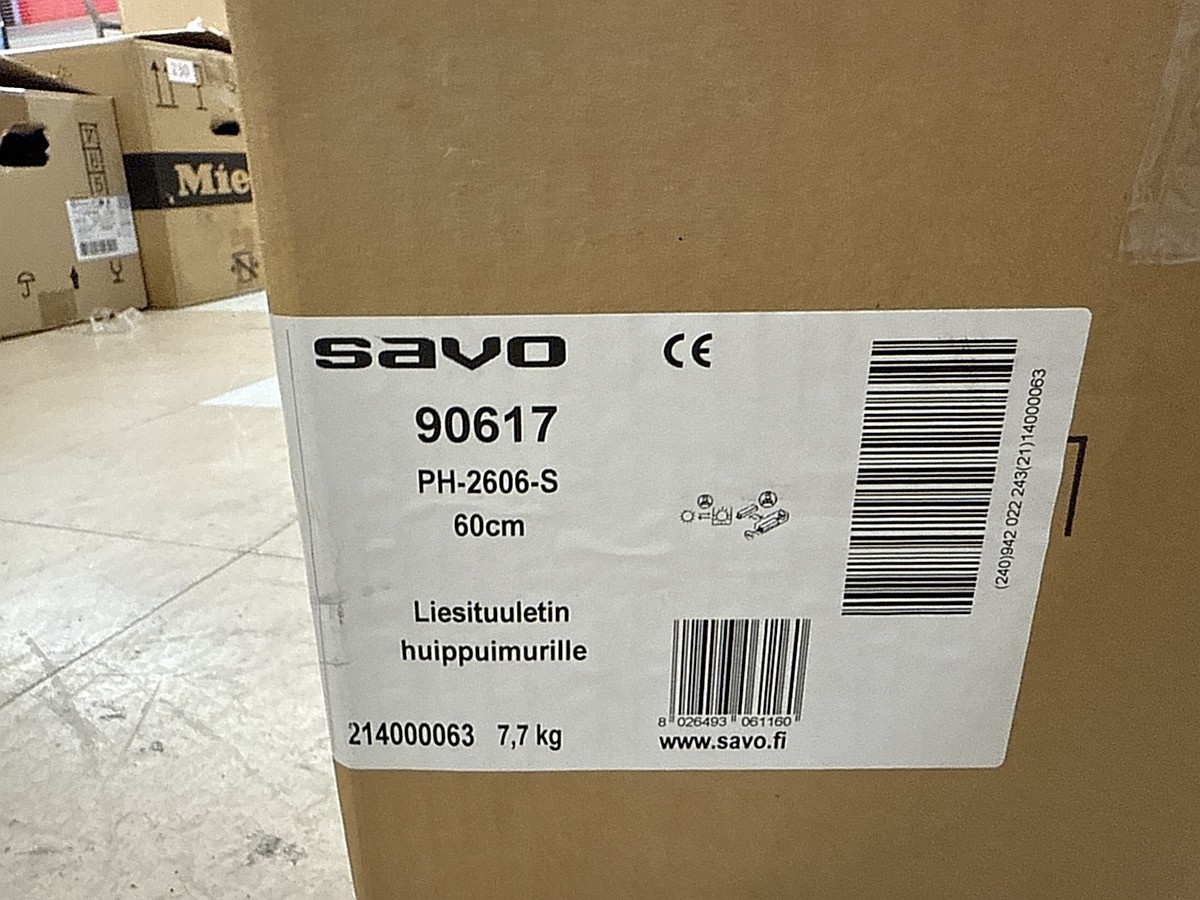 Mie
savo
CE
90617
PH-2606-S
60cm
Liesituuletin
huippuimurille
214000063 7,7 kg
(240)942 022 243(21)14000063
8 026493 061160
www.savo.fi